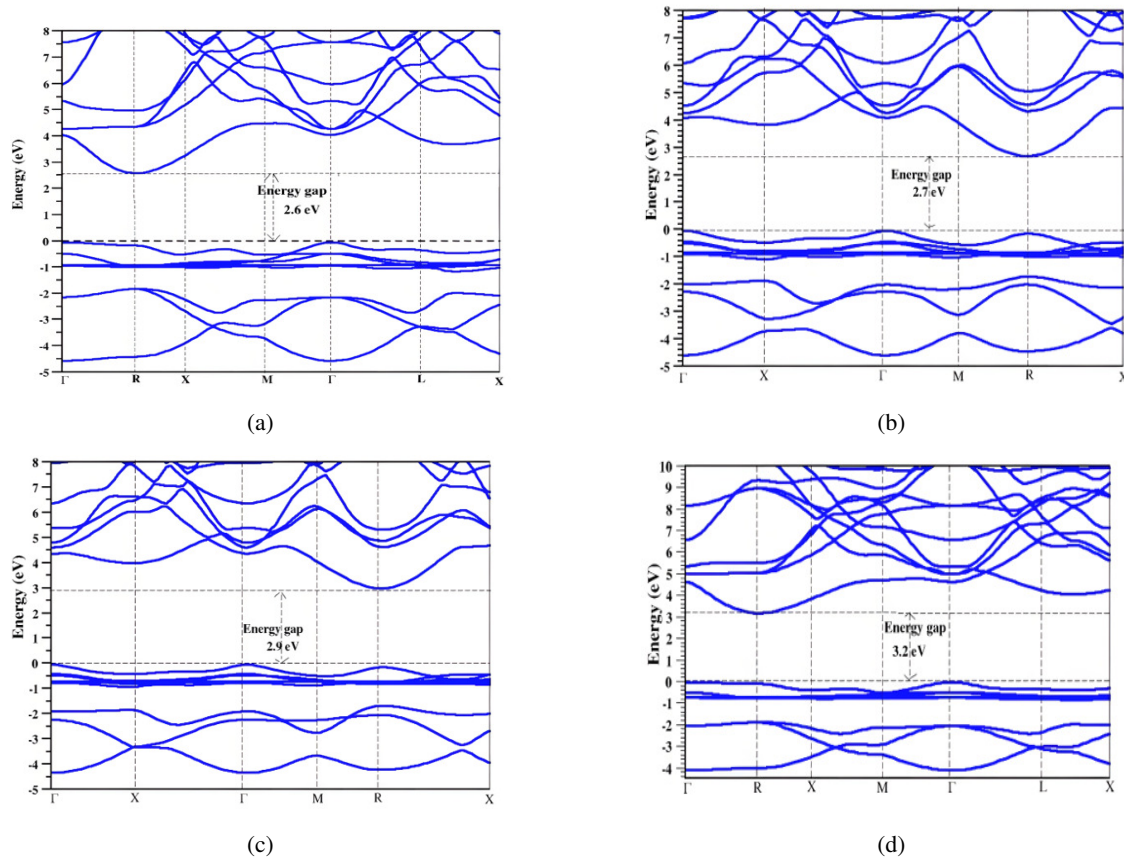 8
7
6
5
4
3
2
1
0
-1
-2
-3
-4
-5
Energy (eV)
Energy gap
2.6 eV
Γ R X M Γ L X
(a)
8
7
6
5
4
3
2
1
0
-1
-2
-3
-4
-5
Energy (eV)
Energy gap
2.7 eV
Γ X Γ M R X
(b)
8
7
6
5
4
3
2
1
0
-1
-2
-3
-4
-5
Energy (eV)
Energy gap
2.9 eV
Γ X Γ M R X
(c)
10
9
8
7
6
5
4
3
2
1
0
-1
-2
-3
-4
Energy (eV)
Energy gap
3.2 eV
Γ R X M Γ L X
(d)